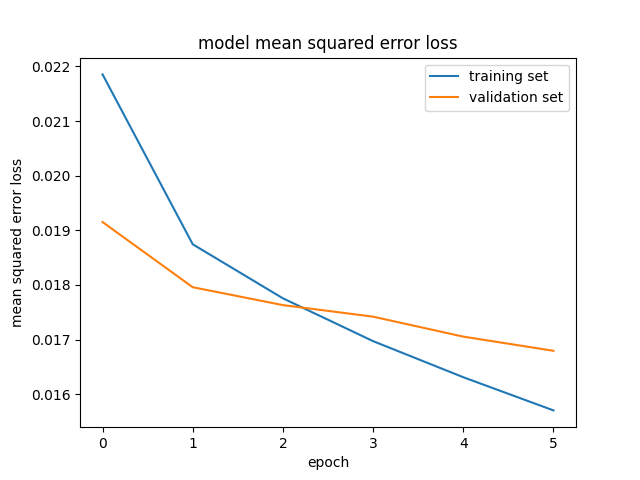 model mean squared error loss
0.022
0.021
0.020
0.019
0.018
0.017
0.016
mean squared error loss
training set
validation set
0 1 2 3 4 5
epoch